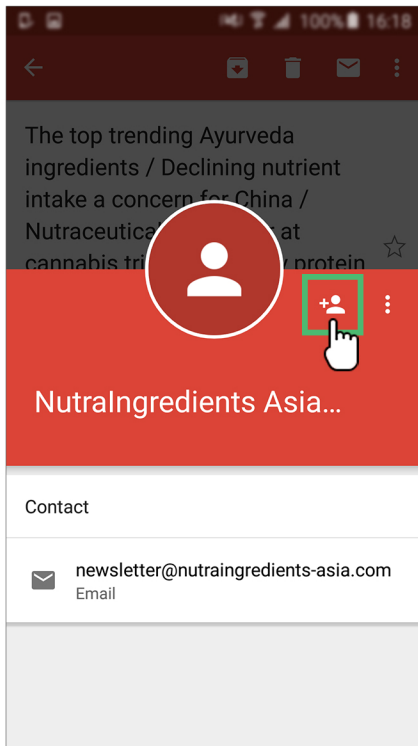 100% 16:18
The top trending Ayurveda
ingredients / Declining nutrient
intake a concern for China /
Nutraceutica at
cannabis tri protein
NutraIngredients Asia...
Contact
newsletter@nutraingredients-asia.com
Email